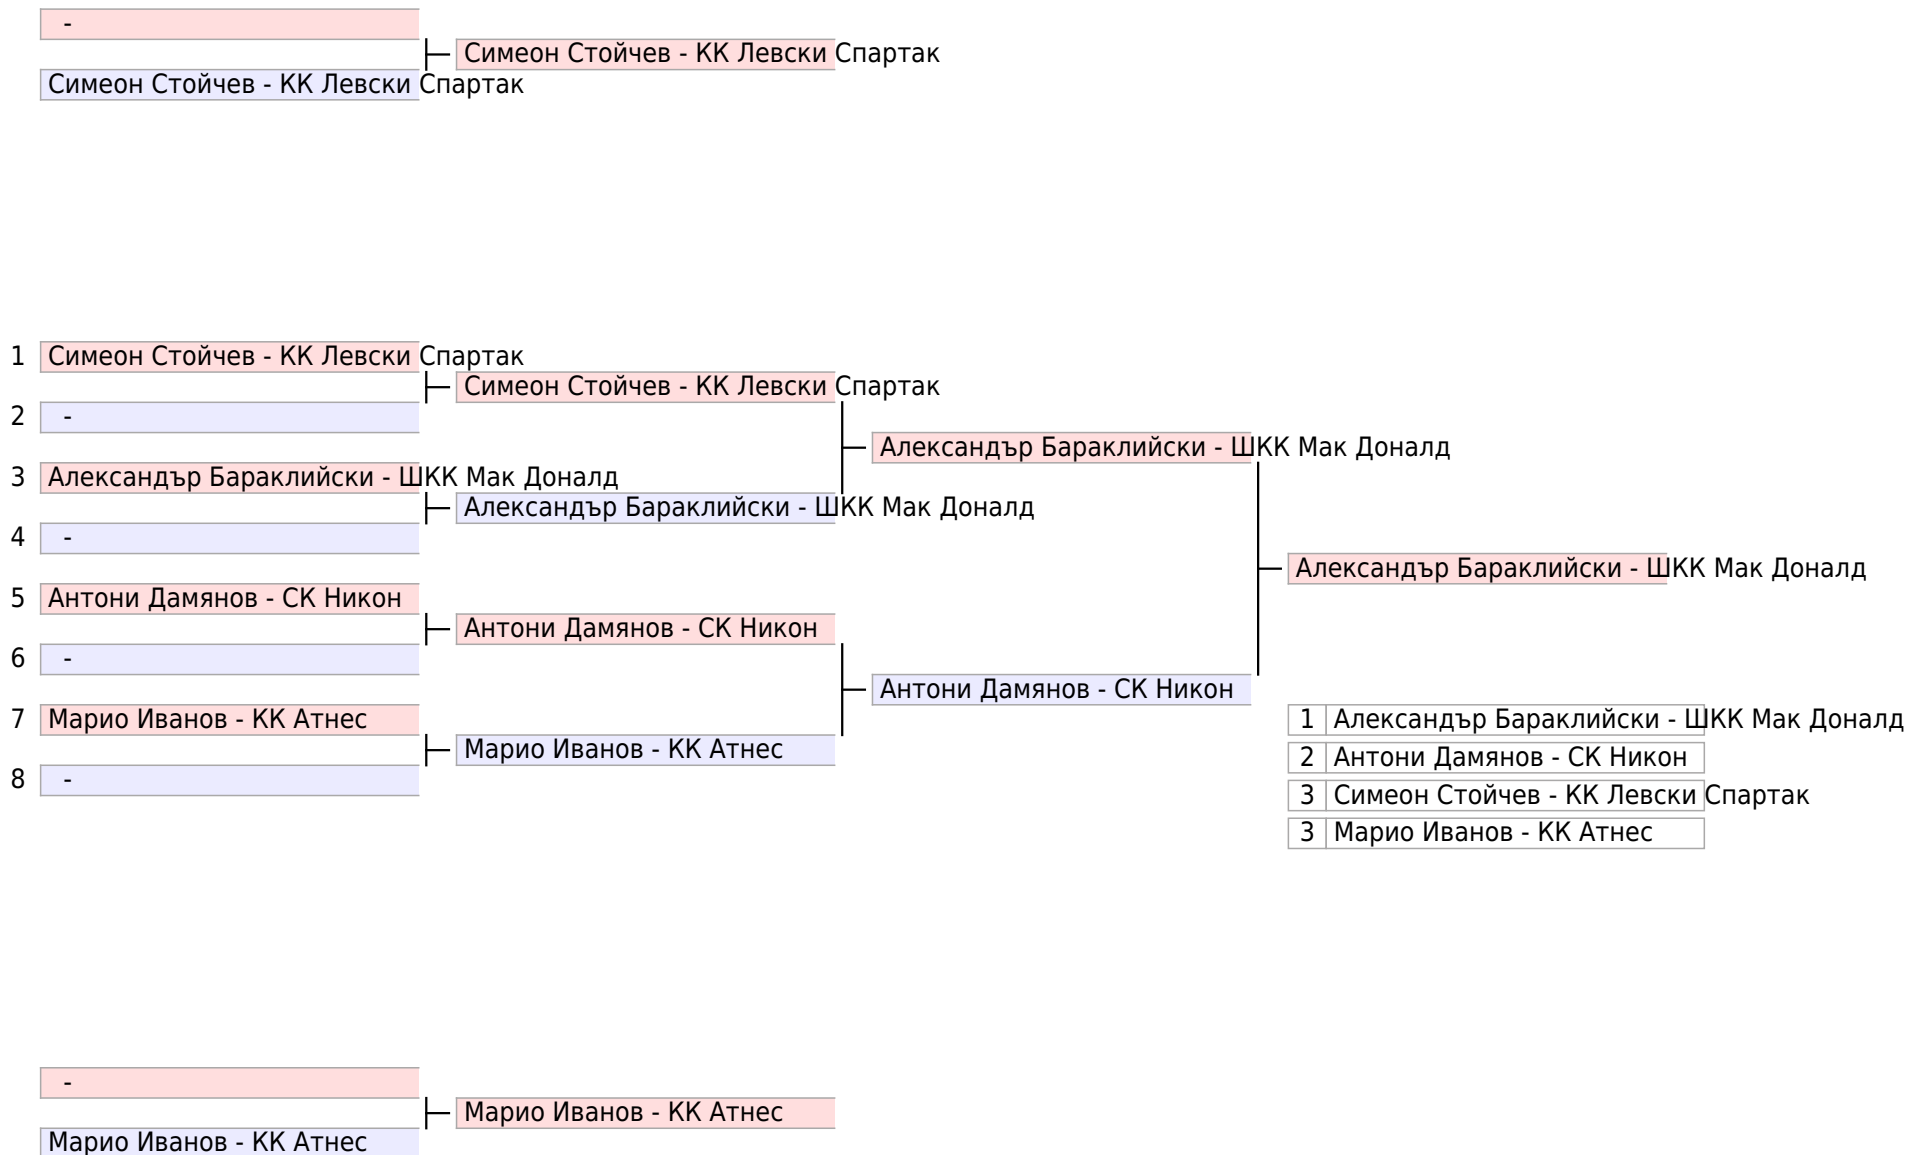 -
Симеон Стойчев - КК Левски Спартак
Симеон Стойчев - КК Левски Спартак
1 Симеон Стойчев - КК Левски Спартак
Симеон Стойчев - КК Левски Спартак
2 -
Александър Бараклийски - ШКК Мак Доналд
3 Александър Бараклийски - ШКК Мак Доналд
Александър Бараклийски - ШКК Мак Доналд
4 -
Александър Бараклийски - ШКК Мак Доналд
5 Антони Дамянов - СК Никон
Антони Дамянов - СК Никон
6 -
Антони Дамянов - СК Никон
7 Марио Иванов - КК Атнес
1 Александър Бараклийски - ШКК Мак Доналд
Марио Иванов - КК Атнес
2 Антони Дамянов - СК Никон
8 -
3 Симеон Стойчев - КК Левски Спартак
3 Марио Иванов - КК Атнес
-
Марио Иванов - КК Атнес
Марио Иванов - КК Атнес